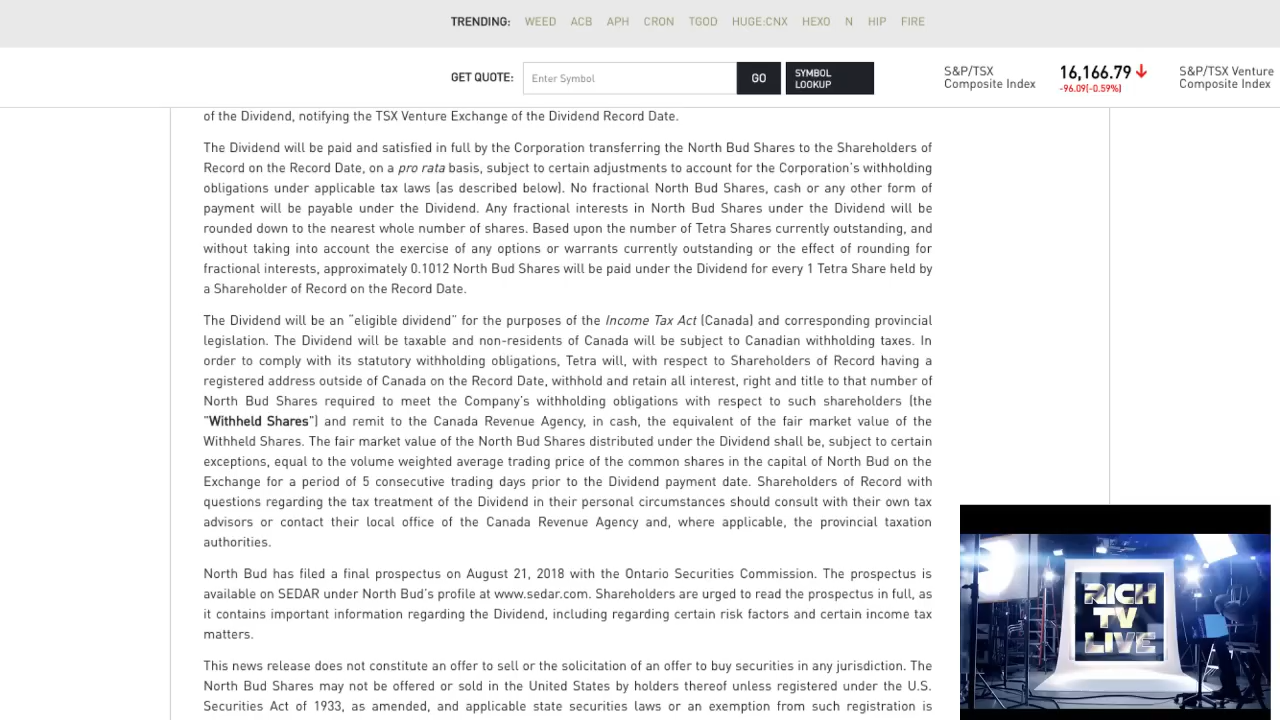 TRENDING: WEED ACB APH CRON TGOD HUGE:CNX HEXO N HIP FIRE
GET QUOTE: Enter Symbol GO SYMBOL LOOKUP
S&P/TSX Composite Index 16,166.79 -96.09(-0.59%)
S&P/TSX Venture Composite Index
of the Dividend, notifying the TSX Venture Exchange of the Dividend Record Date.
The Dividend will be paid and satisfied in full by the Corporation transferring the North Bud Shares to the Shareholders of
Record on the Record Date, on a pro rata basis, subject to certain adjustments to account for the Corporation's withholding
obligations under applicable tax laws (as described below). No fractional North Bud Shares, cash or any other form of
payment will be payable under the Dividend. Any fractional interests in North Bud Shares under the Dividend will be
rounded down to the nearest whole number of shares. Based upon the number of Tetra Shares currently outstanding, and
without taking into account the exercise of any options or warrants currently outstanding or the effect of rounding for
fractional interests, approximately 0.1012 North Bud Shares will be paid under the Dividend for every 1 Tetra Share held by
a Shareholder of Record on the Record Date.
The Dividend will be an "eligible dividend" for the purposes of the Income Tax Act (Canada) and corresponding provincial
legislation. The Dividend will be taxable and non-residents of Canada will be subject to Canadian withholding taxes. In
order to comply with its statutory withholding obligations, Tetra will, with respect to Shareholders of Record having a
registered address outside of Canada on the Record Date, withhold and retain all interest, right and title to that number of
North Bud Shares required to meet the Company's withholding obligations with respect to such shareholders (the
"Withheld Shares") and remit to the Canada Revenue Agency, in cash, the equivalent of the fair market value of the
Withheld Shares. The fair market value of the North Bud Shares distributed under the Dividend shall be, subject to certain
exceptions, equal to the volume weighted average trading price of the common shares in the capital of North Bud on the
Exchange for a period of 5 consecutive trading days prior to the Dividend payment date. Shareholders of Record with
questions regarding the tax treatment of the Dividend in their personal circumstances should consult with their own tax
advisors or contact their local office of the Canada Revenue Agency and, where applicable, the provincial taxation
authorities.
North Bud has filed a final prospectus on August 21, 2018 with the Ontario Securities Commission. The prospectus is
available on SEDAR under North Bud's profile at www.sedar.com. Shareholders are urged to read the prospectus in full, as
it contains important information regarding the Dividend, including regarding certain risk factors and certain income tax
matters.
This news release does not constitute an offer to sell or the solicitation of an offer to buy securities in any jurisdiction. The
North Bud Shares may not be offered or sold in the United States by holders thereof unless registered under the U.S.
Securities Act of 1933, as amended, and applicable state securities laws or an exemption from such registration is
RICH
TV
LIVE